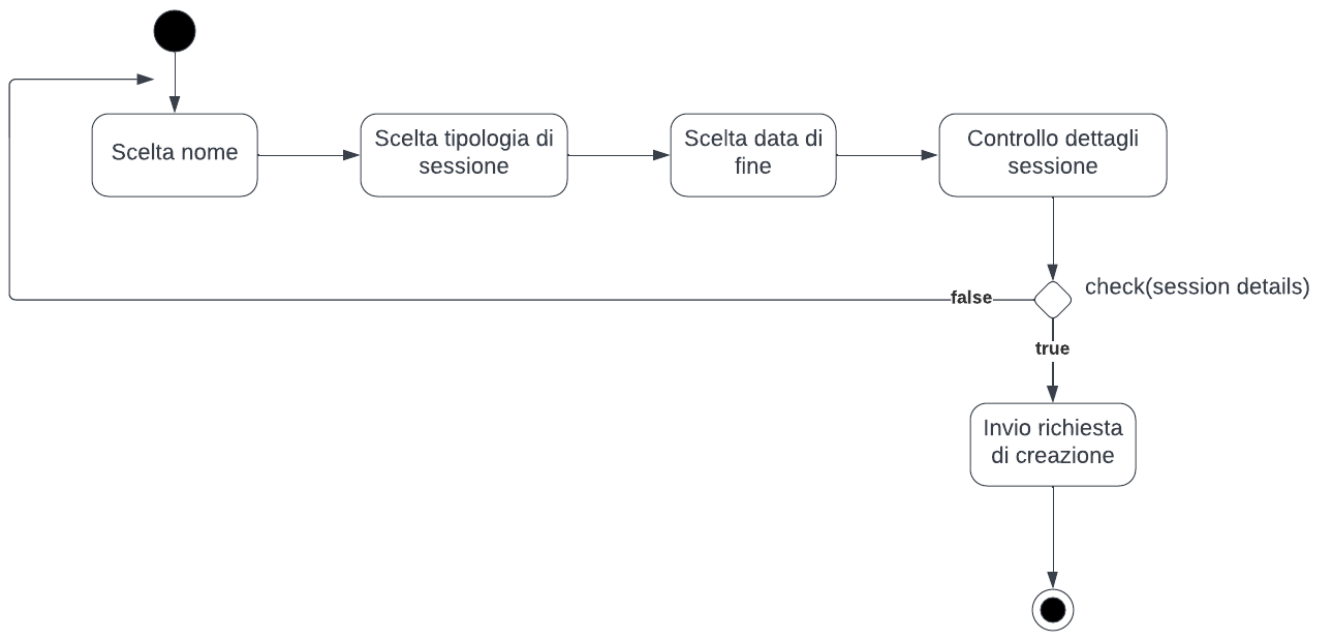 Scelta nome
Scelta tipologia di
sessione
Scelta data di
fine
Controllo dettagli
sessione
check(session details)
false
true
Invio richiesta
di creazione